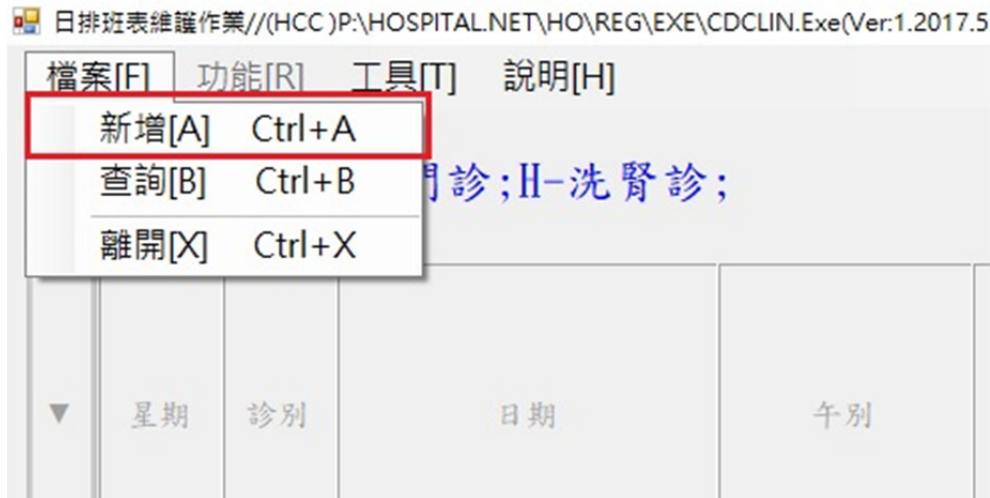 日排班表維護作業//(HCC )P:\HOSPITAL.NET\HO\REG\EXE\CDCLIN.Exe(Ver:1.2017.5
檔案[F] 功能[R] 工具[T] 說明[H]
新增[A] Ctrl+A
查詢[B] Ctrl+B
門診;H-洗腎診;
離開[X] Ctrl+X
▼ 星期 診別 日期 午別